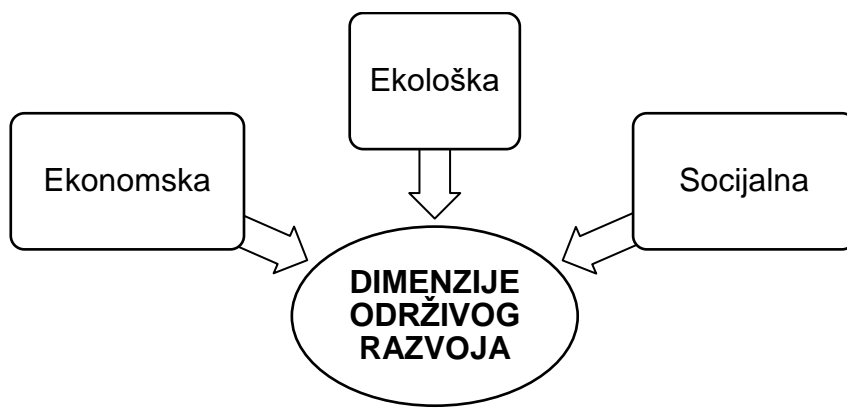 Ekološka
Ekonomska
Socijalna
DIMENZIJE
ODRŽIVOG
RAZVOJA